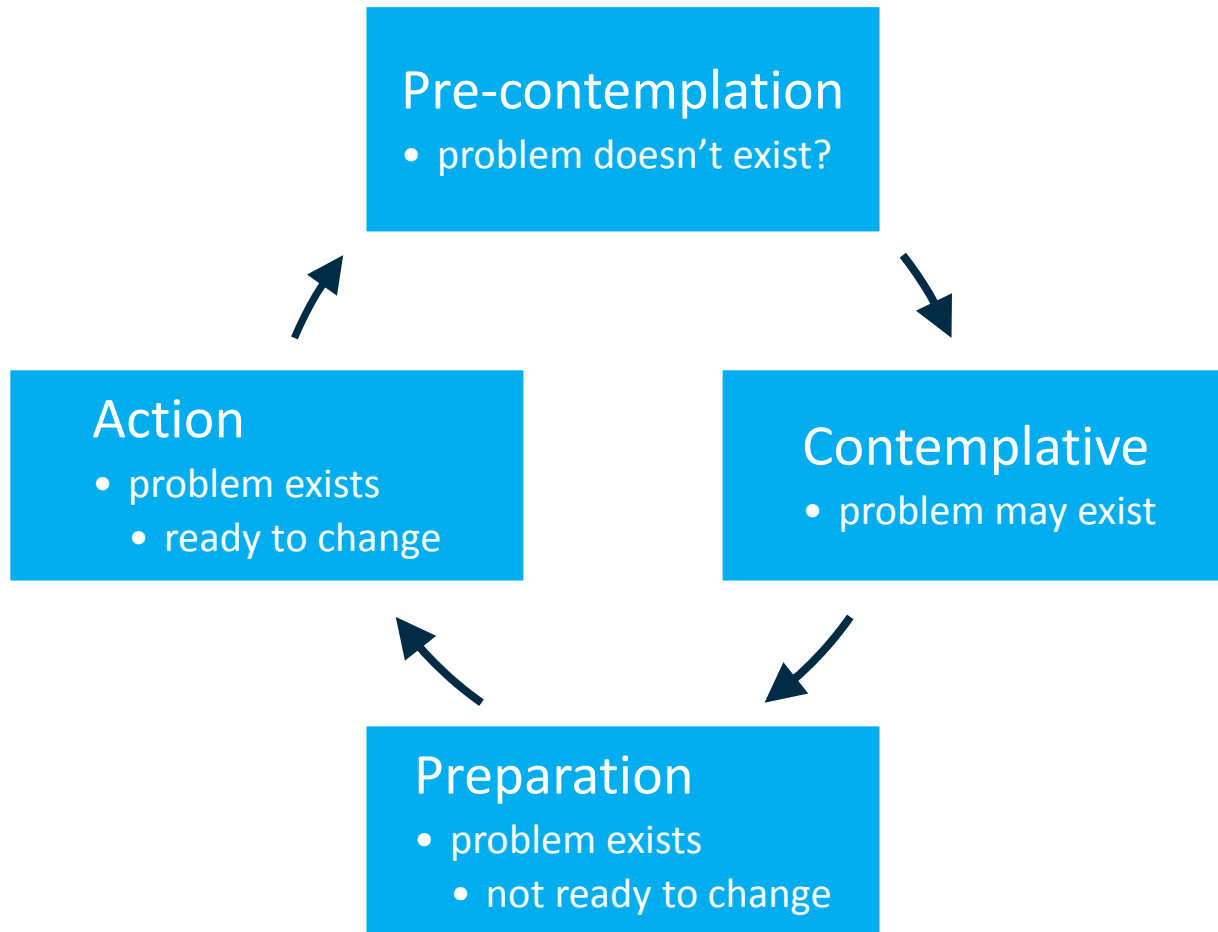 Pre-contemplation
• problem doesn’t exist?
Contemplative
• problem may exist
Preparation
• problem exists
• not ready to change
Action
• problem exists
• ready to change